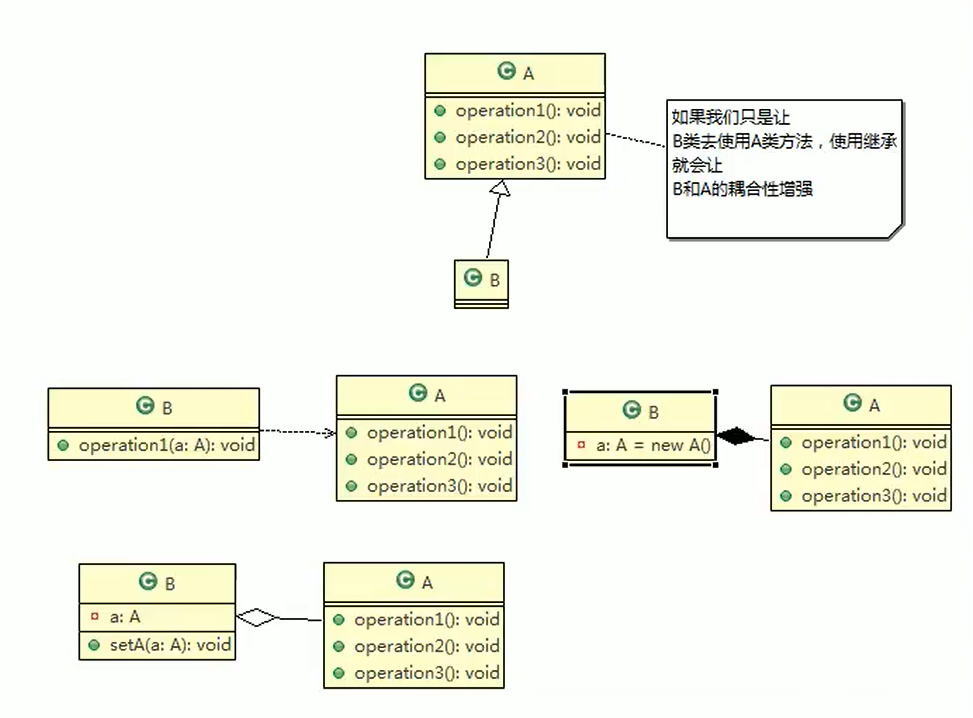 A
operation1(): void
operation2(): void
operation3(): void
如果我们只是让
B类去使用A类方法，使用继承
就会让
B和A的耦合性增强
B
B
operation1(a: A): void
A
operation1(): void
operation2(): void
operation3(): void
B
a: A = new A()
A
operation1(): void
operation2(): void
operation3(): void
B
a: A
setA(a: A): void
A
operation1(): void
operation2(): void
operation3(): void